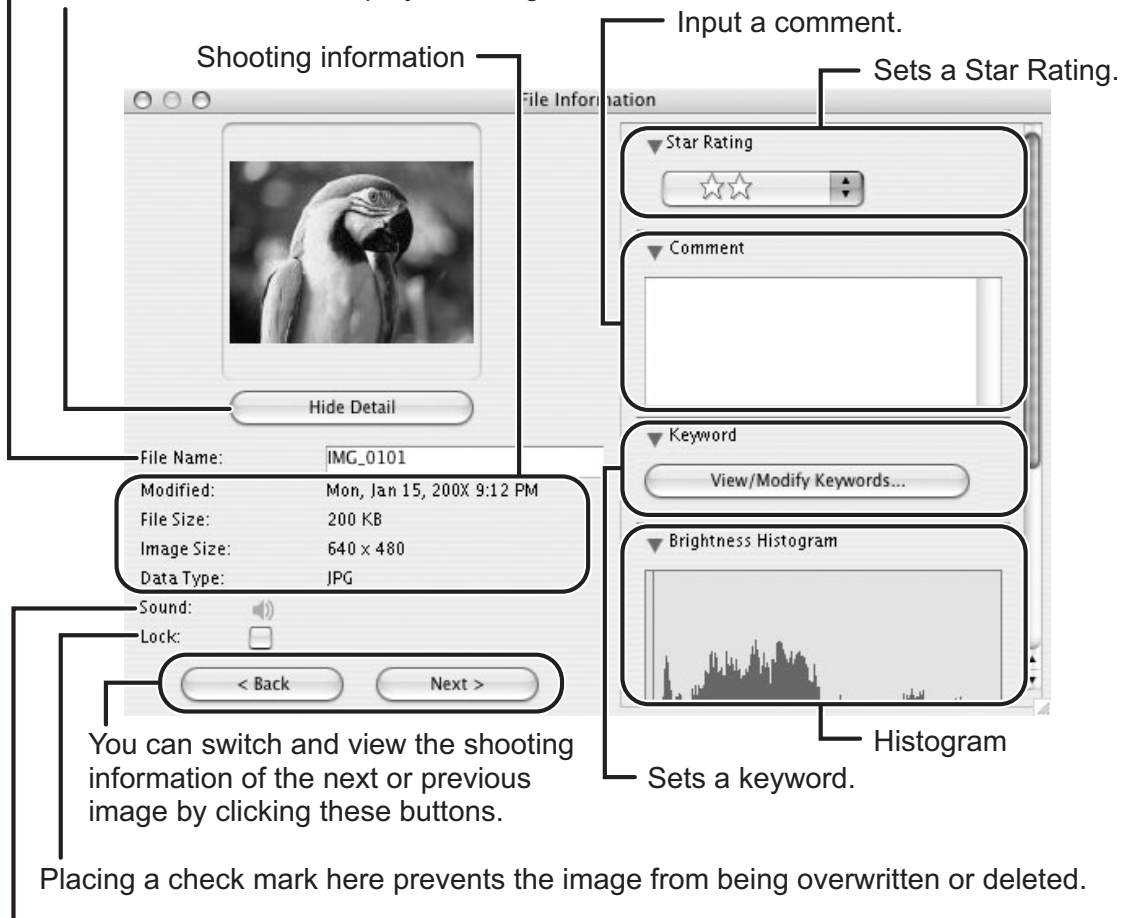 Input a comment.
Shooting information
Sets a Star Rating.
File Information
Star Rating
Comment
Hide Detail
Keyword
File Name: IMG_0101
View/Modify Keywords...
Modified: Mon, Jan 15, 200X 9:12 PM
File Size: 200 KB
Brightness Histogram
Image Size: 640 x 480
Data Type: JPG
Sound:
Lock:
< Back Next >
You can switch and view the shooting
information of the next or previous
image by clicking these buttons.
Histogram
Sets a keyword.
Placing a check mark here prevents the image from being overwritten or deleted.